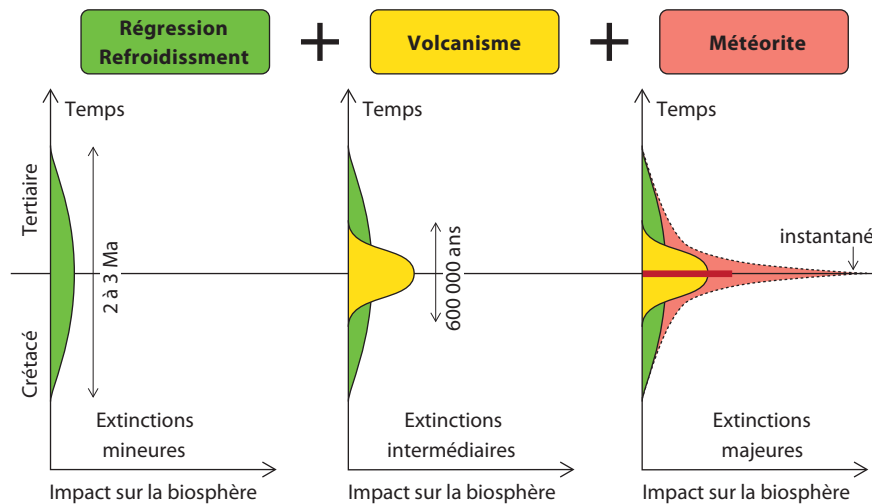 Régression
Refroidissment
+
Volcanisme
+
Météorite
Temps
Tertiaire
Crétacé
2 à 3 Ma
Extinctions
mineures
Impact sur la biosphère
Temps
600 000 ans
Extinctions
intermédiaires
Impact sur la biosphère
Temps
instantané
Extinctions
majeures
Impact sur la biosphère